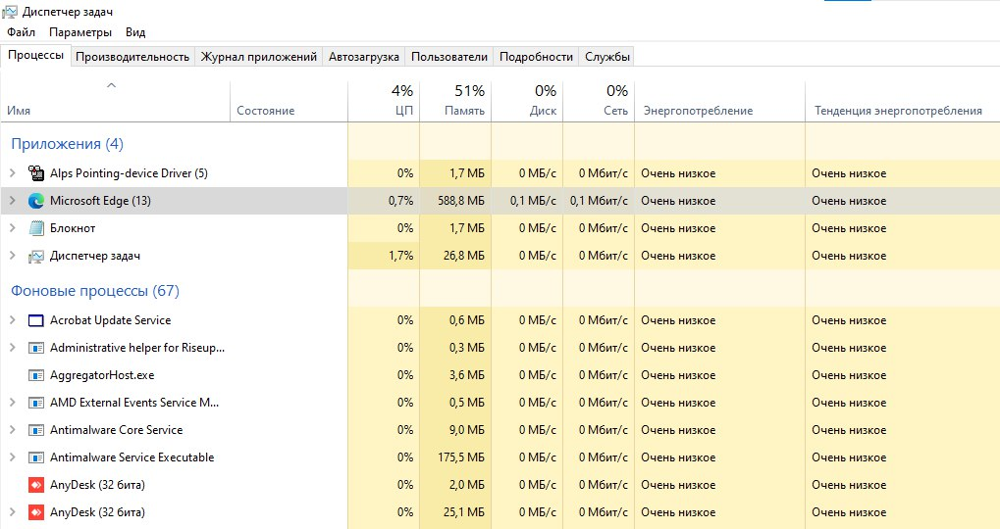 Диспетчер задач
Файл Параметры Вид
Процессы Производительность Журнал приложений Автозагрузка Пользователи Подробности Службы
4% 51% 0% 0%
Имя Состояние ЦП Память Диск Сеть Энергопотребление Тенденция энергопотребления
Приложения (4)
Alps Pointing-device Driver (5) 0% 1,7 МБ 0 МБ/с 0 Мбит/с Очень низкое Очень низкое
Microsoft Edge (13) 0,7% 588,8 МБ 0,1 МБ/с 0,1 Мбит/с Очень низкое Очень низкое
Блокнот 0% 1,7 МБ 0 МБ/с 0 Мбит/с Очень низкое Очень низкое
Диспетчер задач 1,7% 26,8 МБ 0 МБ/с 0 Мбит/с Очень низкое Очень низкое
Фоновые процессы (67)
Acrobat Update Service 0% 0,6 МБ 0 МБ/с 0 Мбит/с Очень низкое Очень низкое
Administrative helper for Riseup... 0% 0,3 МБ 0 МБ/с 0 Мбит/с Очень низкое Очень низкое
AggregatorHost.exe 0% 3,6 МБ 0 МБ/с 0 Мбит/с Очень низкое Очень низкое
AMD External Events Service M... 0% 0,5 МБ 0 МБ/с 0 Мбит/с Очень низкое Очень низкое
Antimalware Core Service 0% 9,0 МБ 0 МБ/с 0 Мбит/с Очень низкое Очень низкое
Antimalware Service Executable 0% 175,5 МБ 0 МБ/с 0 Мбит/с Очень низкое Очень низкое
AnyDesk (32 бита) 0% 2,0 МБ 0 МБ/с 0 Мбит/с Очень низкое Очень низкое
AnyDesk (32 бита) 0% 25,1 МБ 0 МБ/с 0 Мбит/с Очень низкое Очень низкое